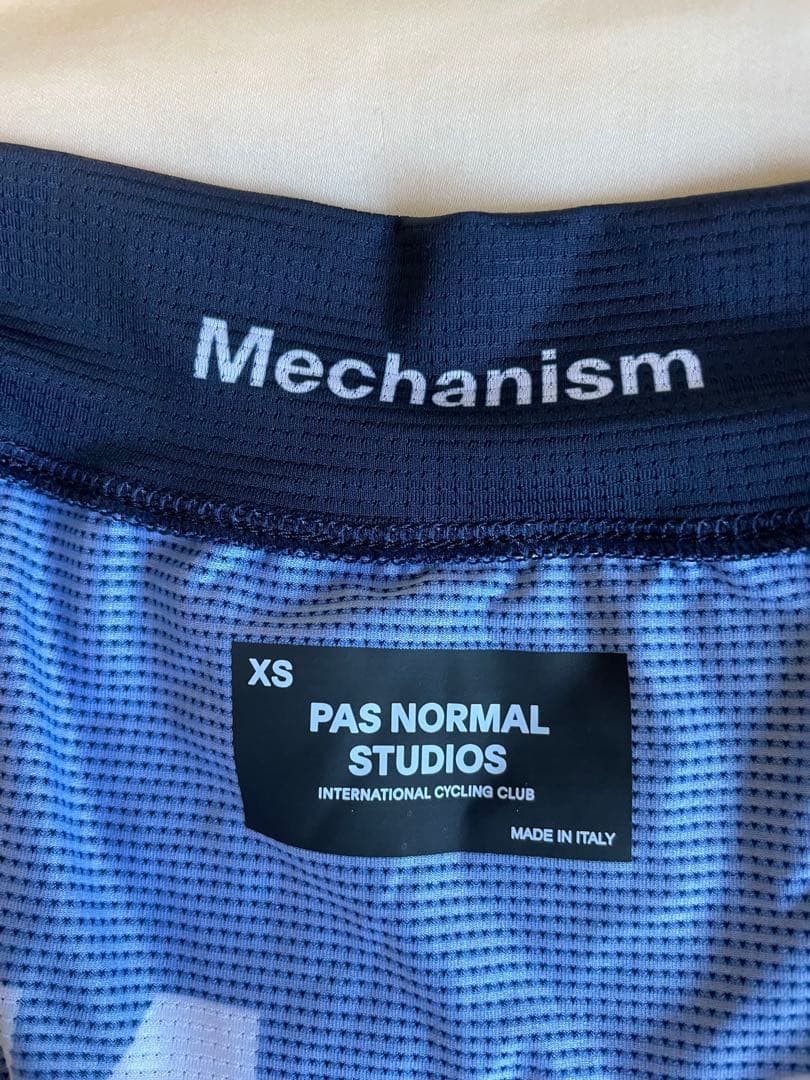 Mechanism
XS
PAS NORMAL
STUDIOS
INTERNATIONAL CYCLING CLUB
MADE IN ITALY